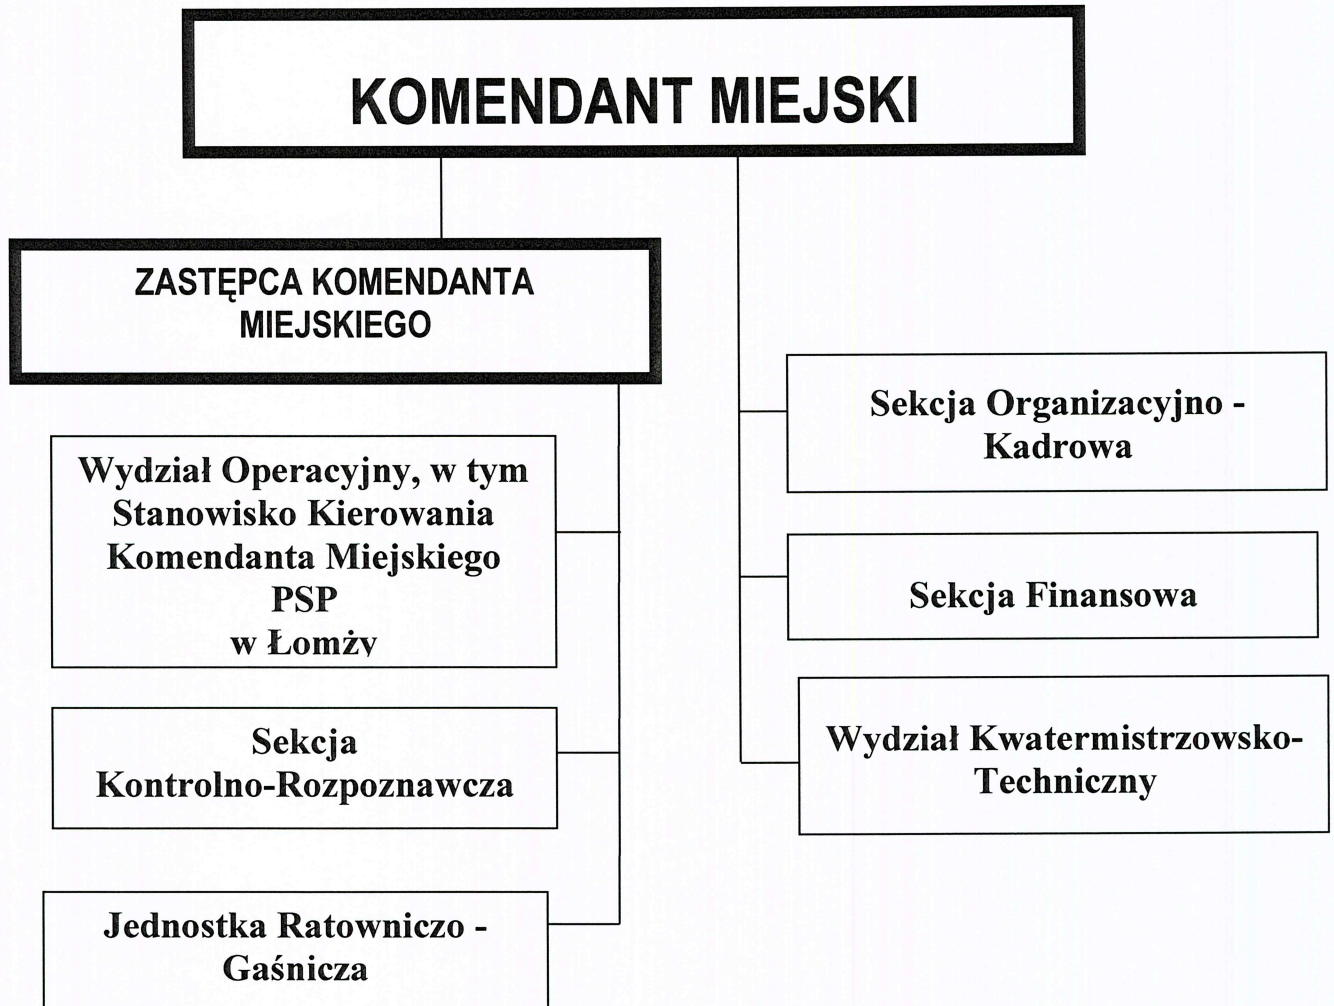 KOMENDANT MIEJSKI
ZASTĘPCA KOMENDANTA
MIEJSKIEGO
Wydział Operacyjny, w tym
Stanowisko Kierowania
Komendanta Miejskiego
PSP
w Łomży
Sekcja
Kontrolno-Rozpoznawcza
Jednostka Ratowniczo -
Gaśnicza
Sekcja Organizacyjno -
Kadrowa
Sekcja Finansowa
Wydział Kwatermistrzowsko-
Techniczny